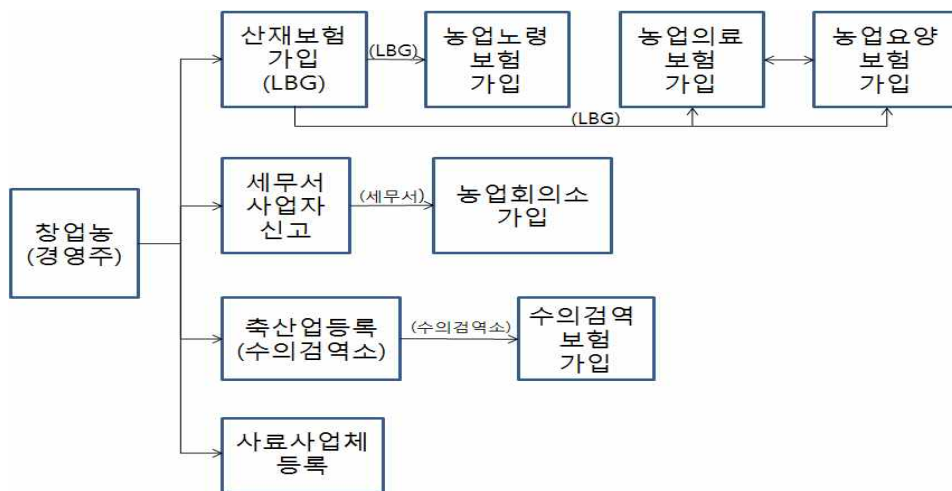 산재보험
가입
(LBG)
(LBG)
농업노령
보험
가입
농업의료
보험
가입
농업요양
보험
가입
(LBG)
창업농
(경영주)
세무서
사업자
신고
(세무서)
농업회의소
가입
축산업등록
(수의검역소)
(수의검역소)
수의검역
보험
가입
사료사업체
등록